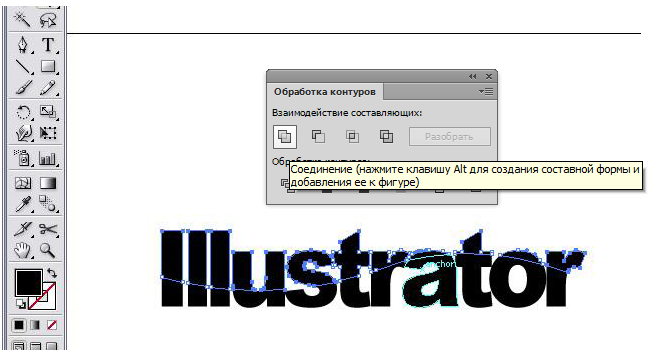 Обработка контуров
Взаимодействие составляющих:
Разобрать
Соединение (нажмите клавишу Alt для создания составной формы и
добавления ее к фигуре)
Illustrator